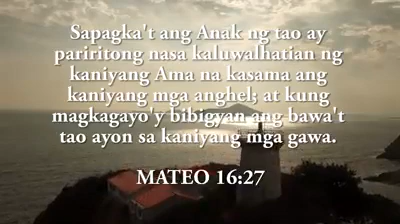 Sapagka't ang Anak ng tao ay
pariritong nasa kaluwalhatian ng
kaniyang Ama na kasama ang
kaniyang mga anghel; at kung
magkagayo'y bibigyan ang bawa't
tao ayon sa kaniyang mga gawa.
MATEO 16:27